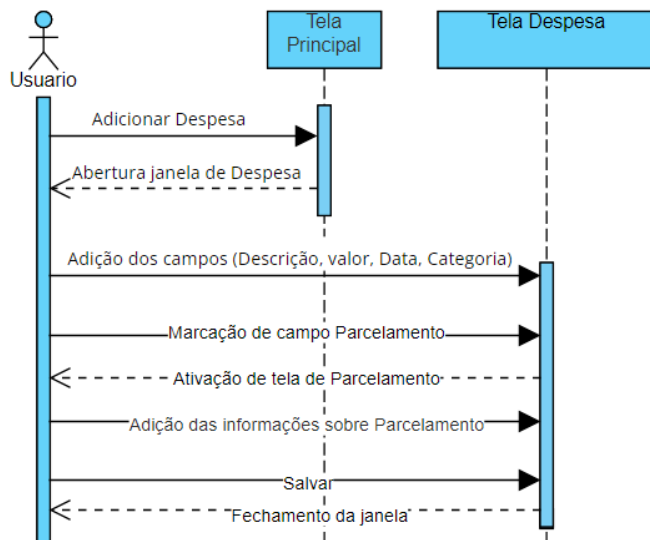 Tela
Principal
Tela Despesa
Usuario
Adicionar Despesa
Abertura janela de Despesa
Adição dos campos (Descrição, valor, Data, Categoria)
Marcação de campo Parcelamento
Ativação de tela de Parcelamento
Adição das informações sobre Parcelamento
Salvar
Fechamento da janela